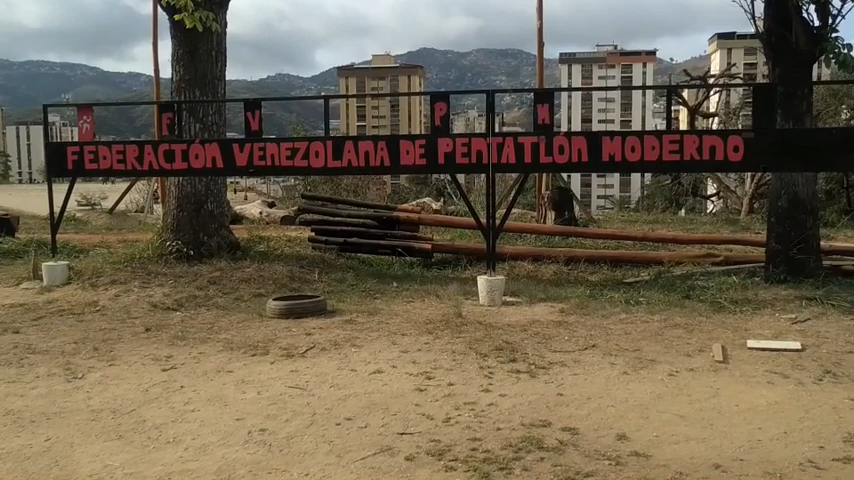 F V P M
FEDERACIÓN VENEZOLANA DE PENTATLÓN MODERNO